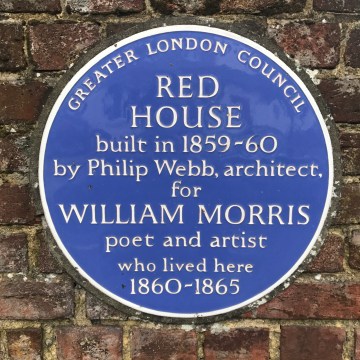 GREATER LONDON COUNCIL
RED
HOUSE
built in 1859-60
by Philip Webb, architect,
for
WILLIAM MORRIS
poet and artist
who lived here
1860-1865